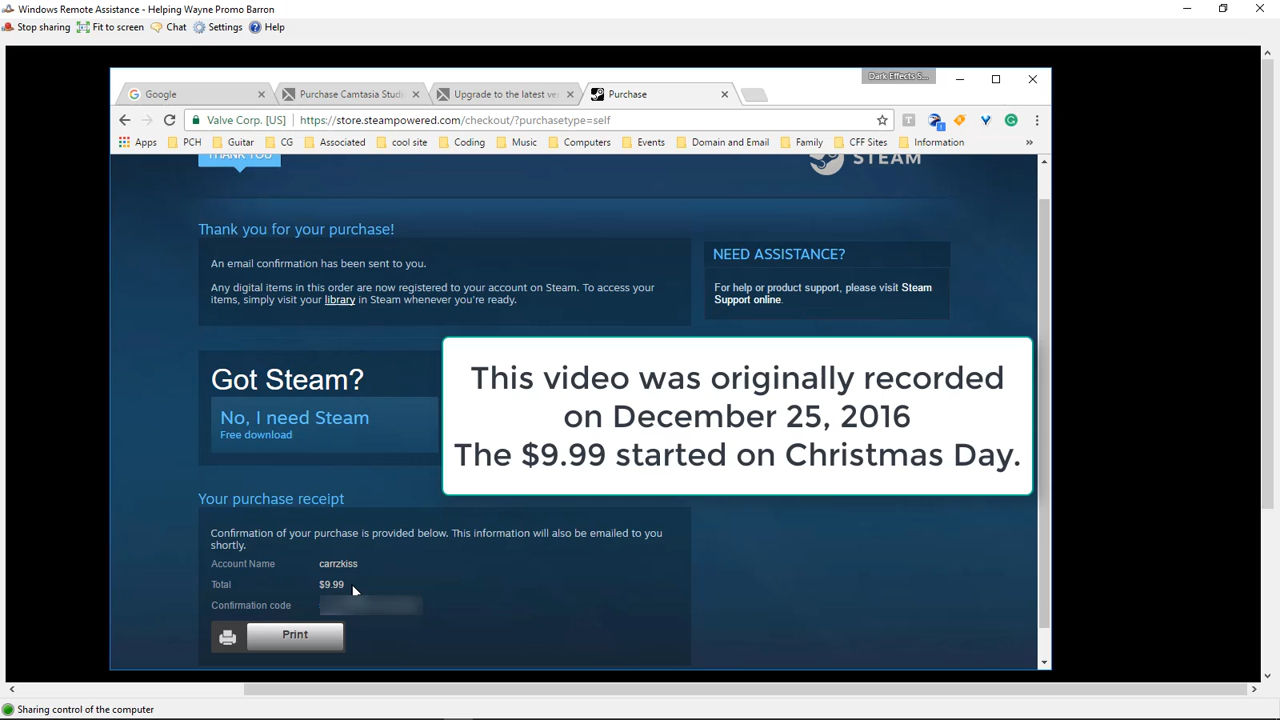 Windows Remote Assistance - Helping Wayne Promo Barron
Stop sharing Fit to screen Chat Settings Help
Dark Effects S...
Google Purchase Camtasia Studi Upgrade to the latest ver Purchase
Valve Corp. [US] https://store.steampowered.com/checkout/?purchasetype=self
Apps PCH Guitar CG Associated cool site Coding Music Computers Events Domain and Email Family CFF Sites Information »
THANK YOU
STEAM
Thank you for your purchase!
An email confirmation has been sent to you.
Any digital items in this order are now registered to your account on Steam. To access your
items, simply visit your library in Steam whenever you're ready.
NEED ASSISTANCE?
For help or product support, please visit Steam
Support online.
Got Steam?
No, I need Steam
Free download
This video was originally recorded
on December 25, 2016
The $9.99 started on Christmas Day.
Your purchase receipt
Confirmation of your purchase is provided below. This information will also be emailed to you
shortly.
Account Name carrzkiss
Total $9.99
Confirmation code
Print
Sharing control of the computer